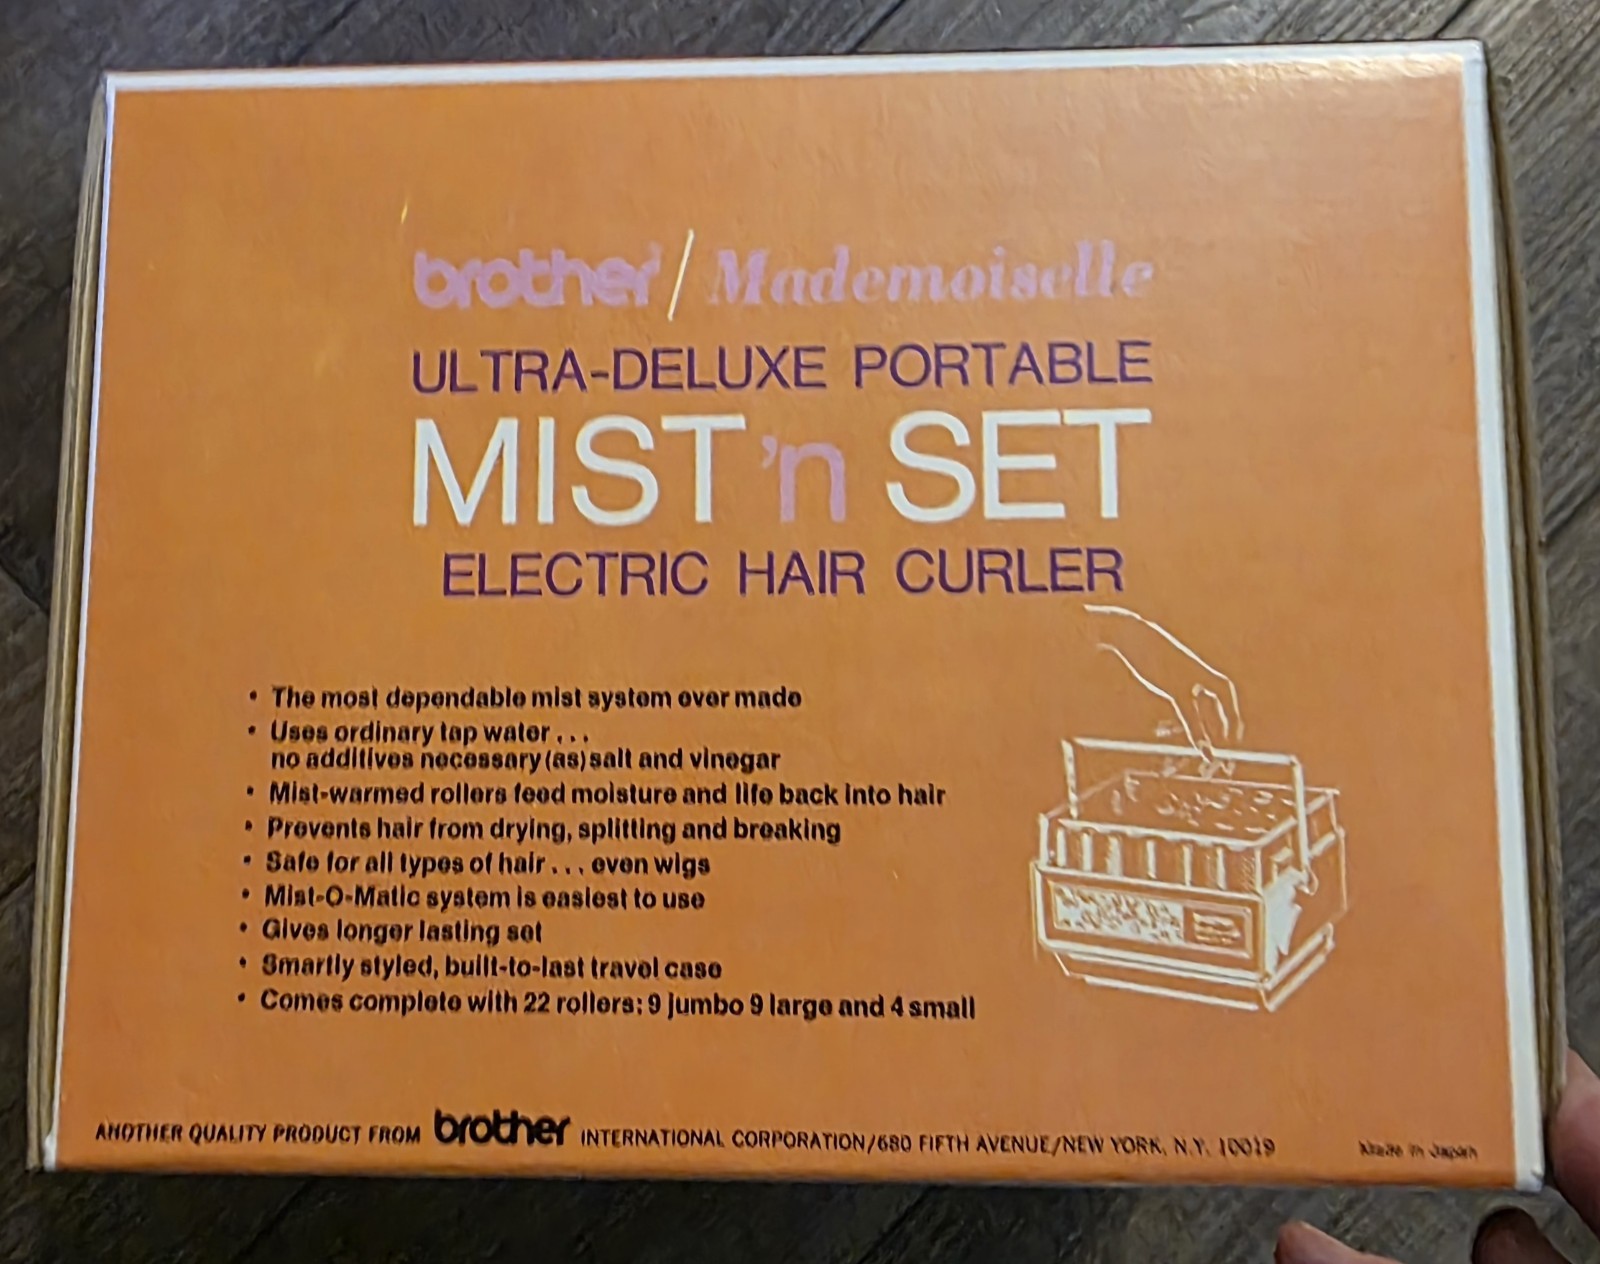 brother / Mademoiselle
ULTRA-DELUXE PORTABLE
MIST 'n SET
ELECTRIC HAIR CURLER
• The most dependable mist system ever made
• Uses ordinary tap water . . .
no additives necessary (as) salt and vinegar
• Mist-warmed rollers feed moisture and life back into hair
• Prevents hair from drying, splitting and breaking
• Safe for all types of hair . . . even wigs
• Mist-O-Matic system is easiest to use
• Gives longer lasting set
• Smartly styled, built-to-last travel case
• Comes complete with 22 rollers: 9 jumbo 9 large and 4 small
ANOTHER QUALITY PRODUCT FROM brother INTERNATIONAL CORPORATION/680 FIFTH AVENUE/NEW YORK, N.Y. 10019
Made in Japan